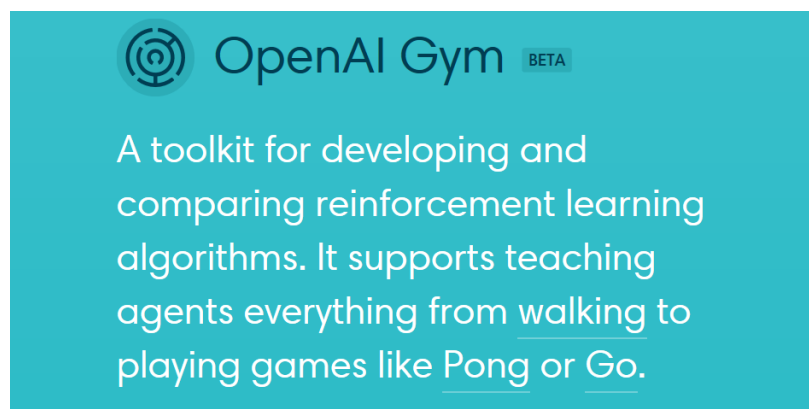 OpenAI Gym BETA
A toolkit for developing and
comparing reinforcement learning
algorithms. It supports teaching
agents everything from walking to
playing games like Pong or Go.